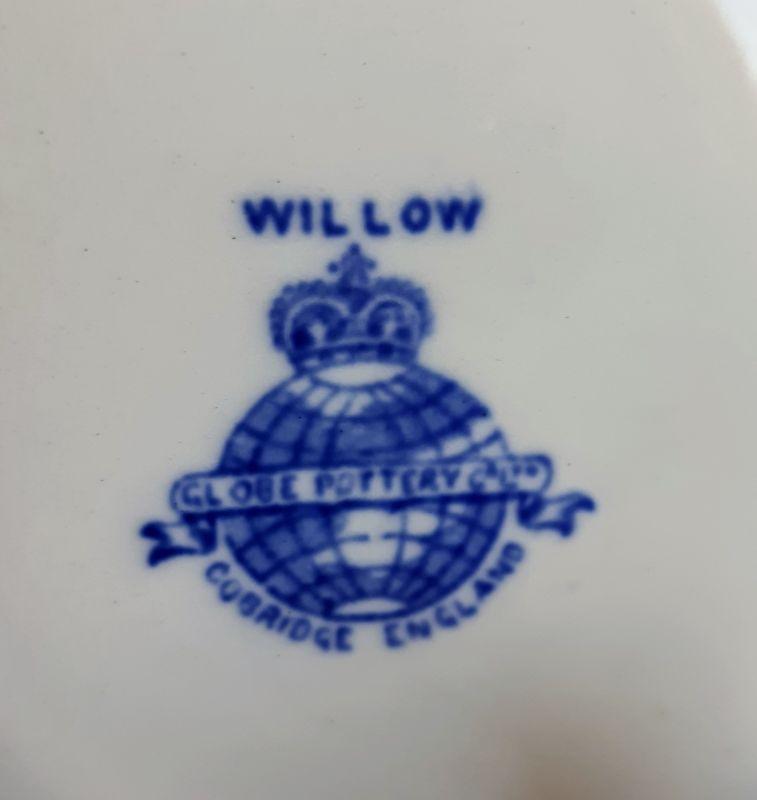 WILLOW
GLOBE POTTERY Cº LTD
COBRIDGE ENGLAND